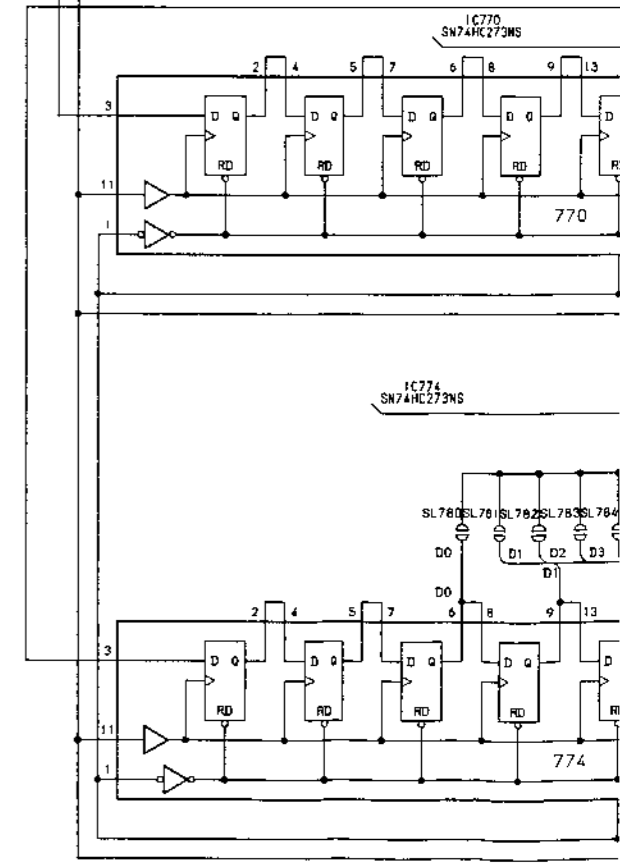 IC770
SN74HC273NS
2 4 5 7 6 8 9 13
3
D Q D Q D Q D Q D
RD RD RD RD R
11
770
1
IC774
SN74HC273NS
SL780 SL781 SL782 SL783 SL784
D0 D1 D2 D3
D1
D0
2 4 5 7 6 8 9 13
3
D Q D Q D Q D Q D
RD RD RD RD R
11
774
1